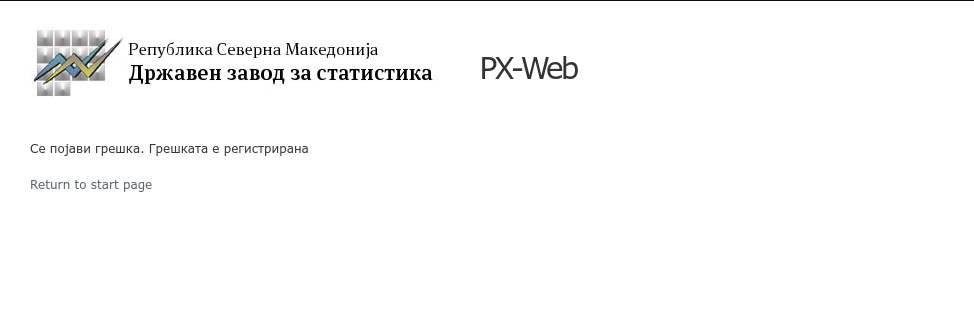 Република Северна Македонија
Државен завод за статистика
PX-Web
Се појави грешка. Грешката е регистрирана
Return to start page